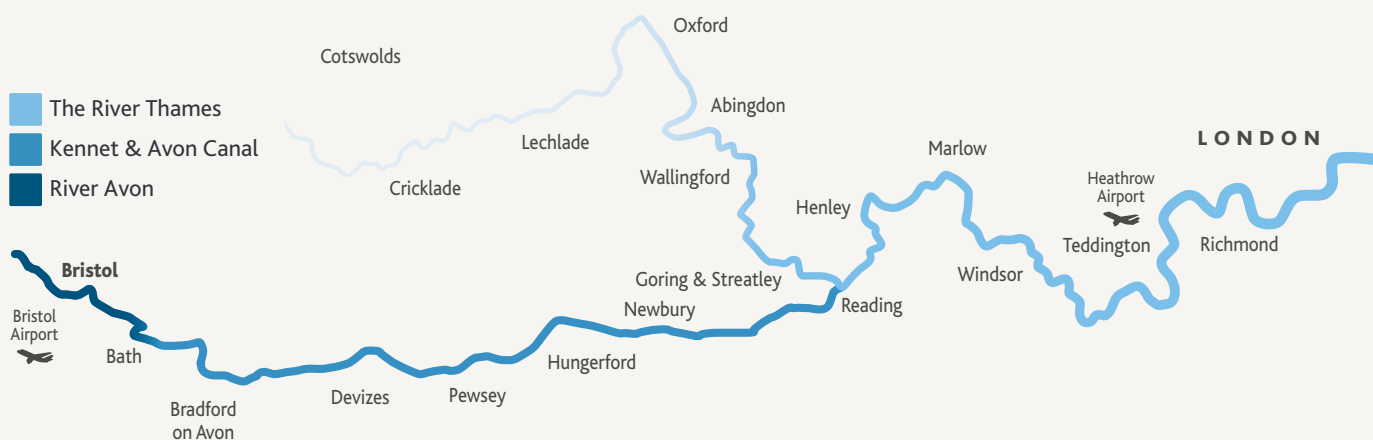 Oxford
Cotswolds
The River Thames
Kennet & Avon Canal
River Avon
Abingdon
Lechlade
Cricklade
Wallingford
LONDON
Marlow
Heathrow
Airport
Henley
Teddington
Richmond
Windsor
Goring & Streatley
Reading
Newbury
Bristol
Bristol
Airport
Bath
Hungerford
Devizes
Pewsey
Bradford
on Avon